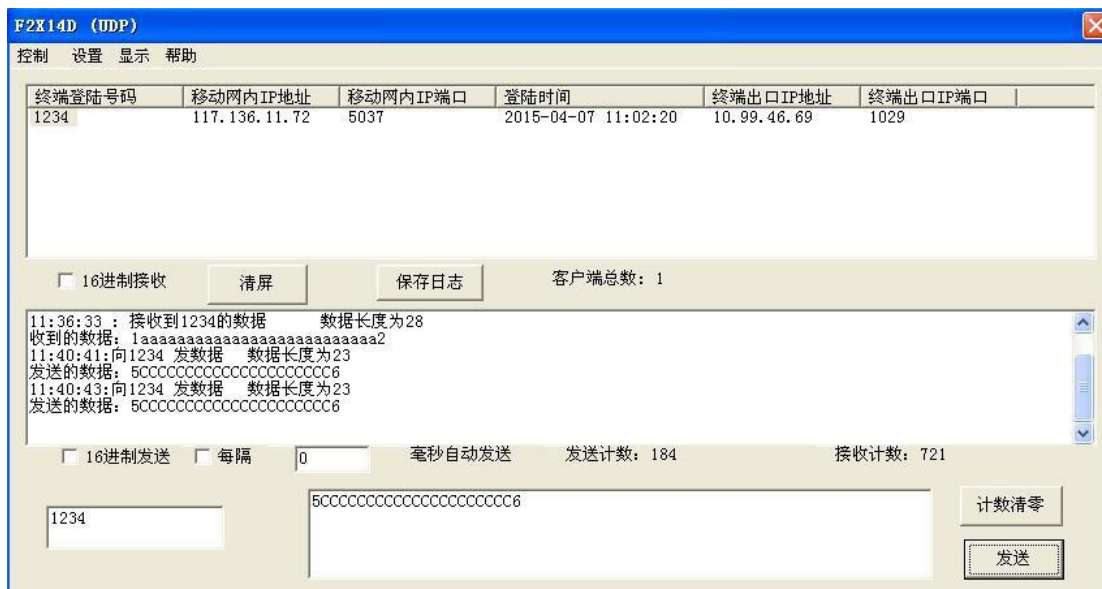 F2X14D (UDP)
控制 设置 显示 帮助
终端登陆号码 移动网内IP地址 移动网内IP端口 登陆时间 终端出口IP地址 终端出口IP端口
1234 117.136.11.72 5037 2015-04-07 11:02:20 10.99.46.69 1029
16进制接收 清屏 保存日志 客户端总数: 1
11:36:33 : 接收到1234的数据 数据长度为28
收到的数据: 1aaaaaaaaaaaaaaaaaaaaaaaaaa2
11:40:41:向1234 发数据 数据长度为23
发送的数据: 5CCCCCCCCCCCCCCCCCCCCC6
11:40:43:向1234 发数据 数据长度为23
发送的数据: 5CCCCCCCCCCCCCCCCCCCCC6
16进制发送 每隔 0 毫秒自动发送 发送计数: 184 接收计数: 721
1234
5CCCCCCCCCCCCCCCCCCCCC6
计数清零
发送